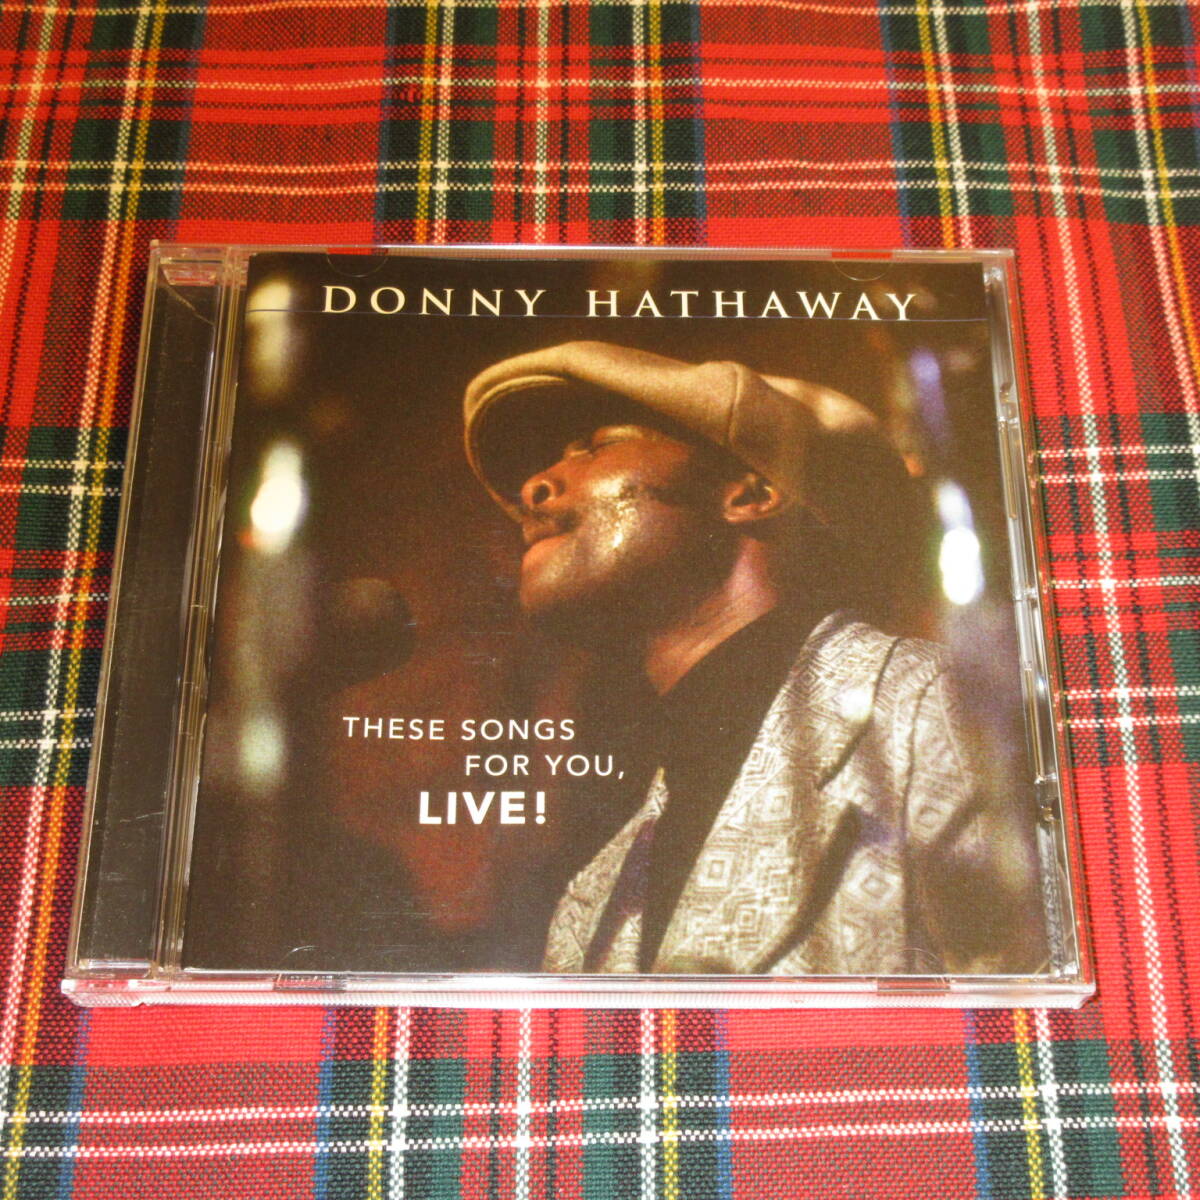 DONNY HATHAWAY
THESE SONGS
FOR YOU,
LIVE!